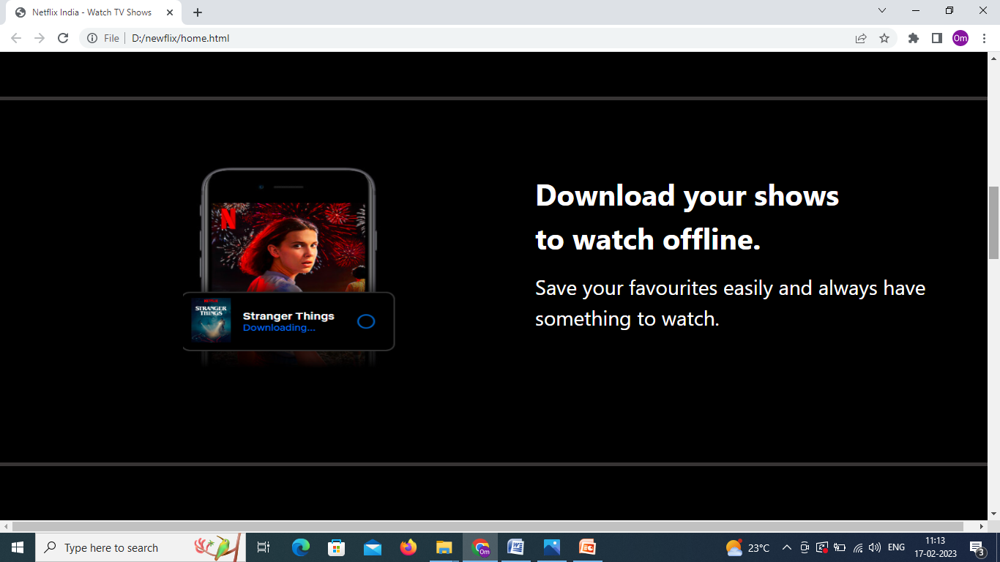 Netflix India - Watch TV Shows
File
D:/newflix/home.html
Om
Download your shows
to watch offline.
Save your favourites easily and always have
something to watch.
N
NETFLIX
STRANGER
THINGS
Stranger Things
Downloading...
Type here to search
Om
23°C
ENG
11:13
17-02-2023
3